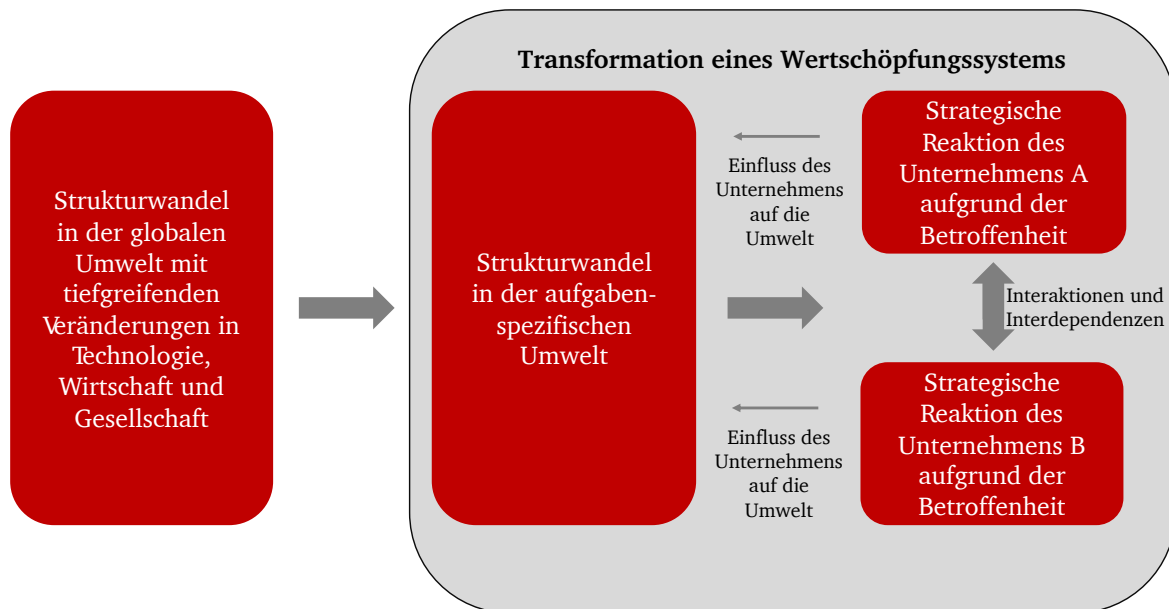 Transformation eines Wertschöpfungssystems
Strukturwandel
in der globalen
Umwelt mit
tiefgreifenden
Veränderungen in
Technologie,
Wirtschaft und
Gesellschaft
Strukturwandel
in der aufgaben-
spezifischen
Umwelt
Einfluss des
Unternehmens
auf die
Umwelt
Strategische
Reaktion des
Unternehmens A
aufgrund der
Betroffenheit
Interaktionen und
Interdependenzen
Einfluss des
Unternehmens
auf die
Umwelt
Strategische
Reaktion des
Unternehmens B
aufgrund der
Betroffenheit